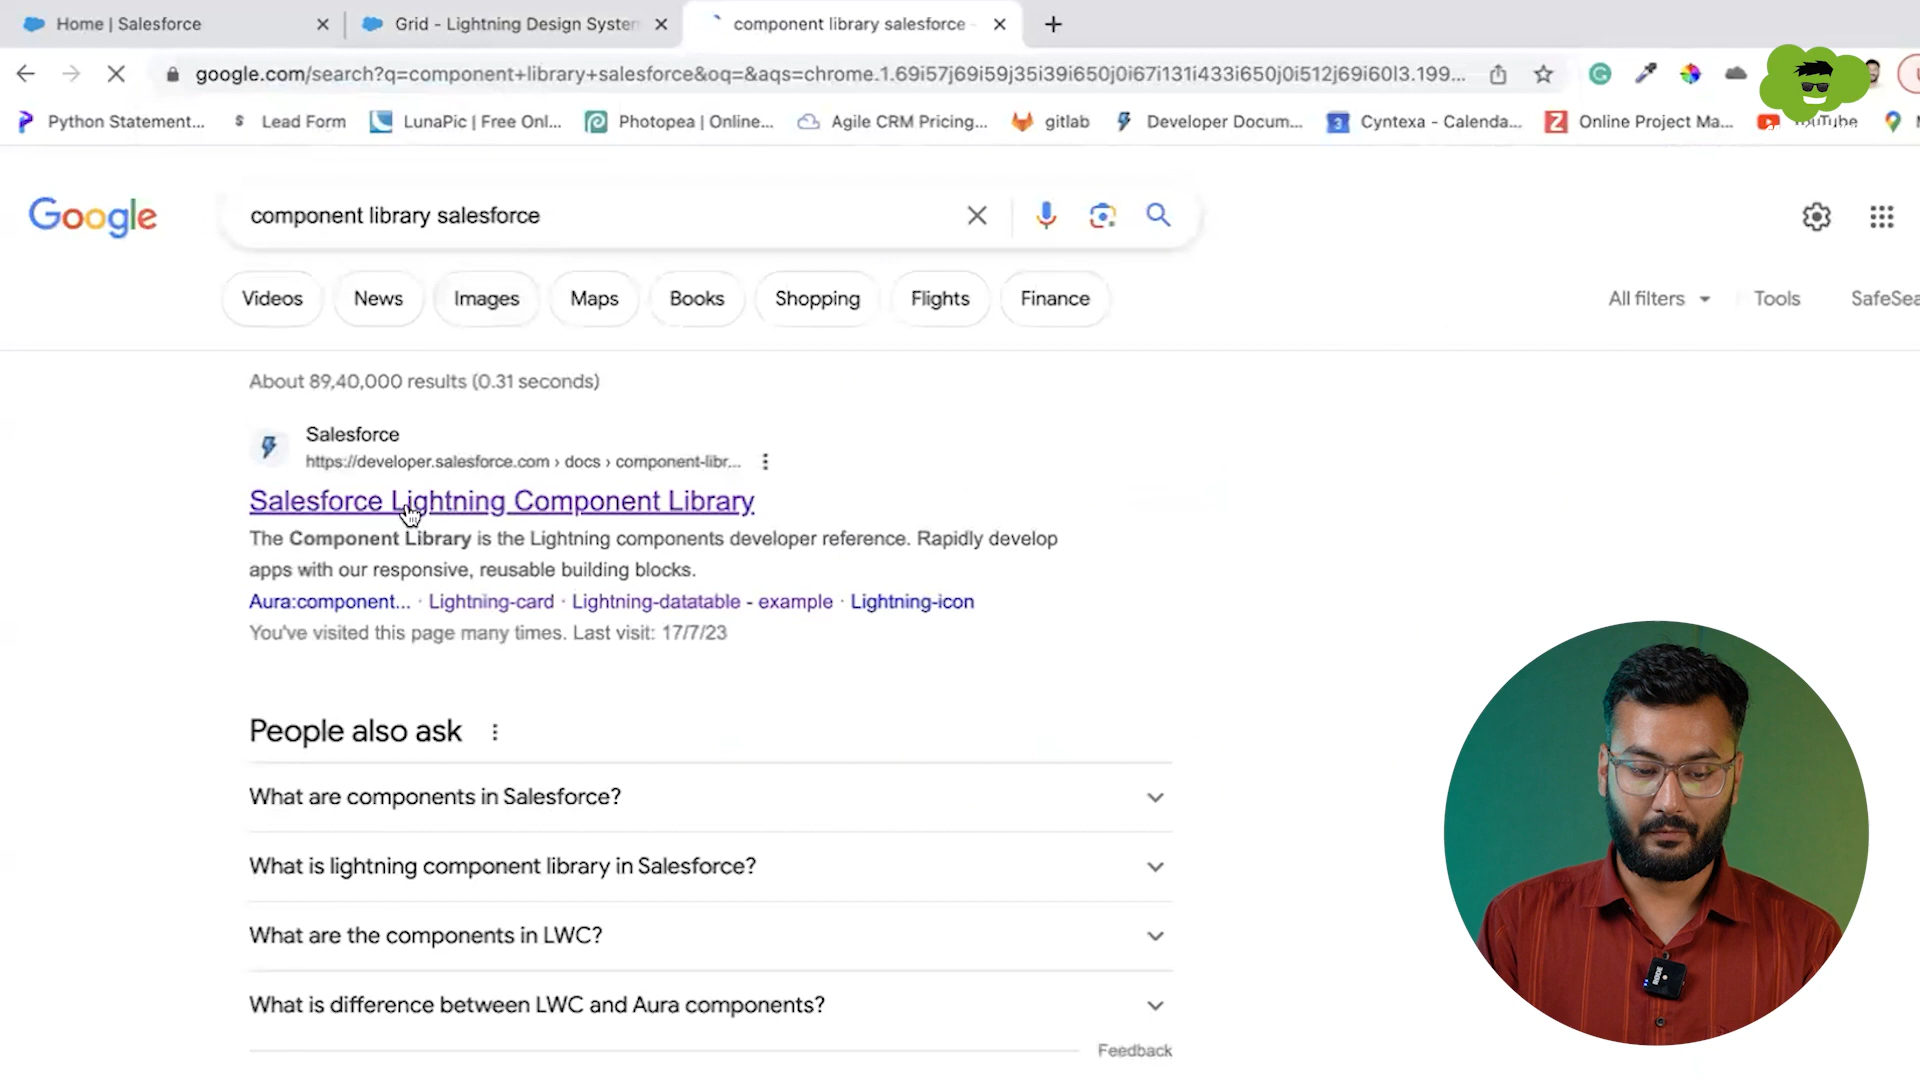 Home | Salesforce
Grid - Lightning Design System
component library salesforce -
google.com/search?q=component+library+salesforce&oq=&aqs=chrome.1.69i57j69i59j35i39i650j0i67i131i433i650j0i512j69i60l3.199...
Python Statement...
Lead Form
LunaPic | Free Onl...
Photopea | Online...
Agile CRM Pricing...
gitlab
Developer Docum...
Cyntexa - Calenda...
Online Project Ma...
YouTube
Google
component library salesforce
Videos
News
Images
Maps
Books
Shopping
Flights
Finance
All filters
Tools
SafeSea
About 89,40,000 results (0.31 seconds)
Salesforce
https://developer.salesforce.com › docs › component-libr...
Salesforce Lightning Component Library
The Component Library is the Lightning components developer reference. Rapidly develop
apps with our responsive, reusable building blocks.
Aura:component... · Lightning-card · Lightning-datatable - example · Lightning-icon
You've visited this page many times. Last visit: 17/7/23
People also ask
What are components in Salesforce?
What is lightning component library in Salesforce?
What are the components in LWC?
What is difference between LWC and Aura components?
Feedback
RODE